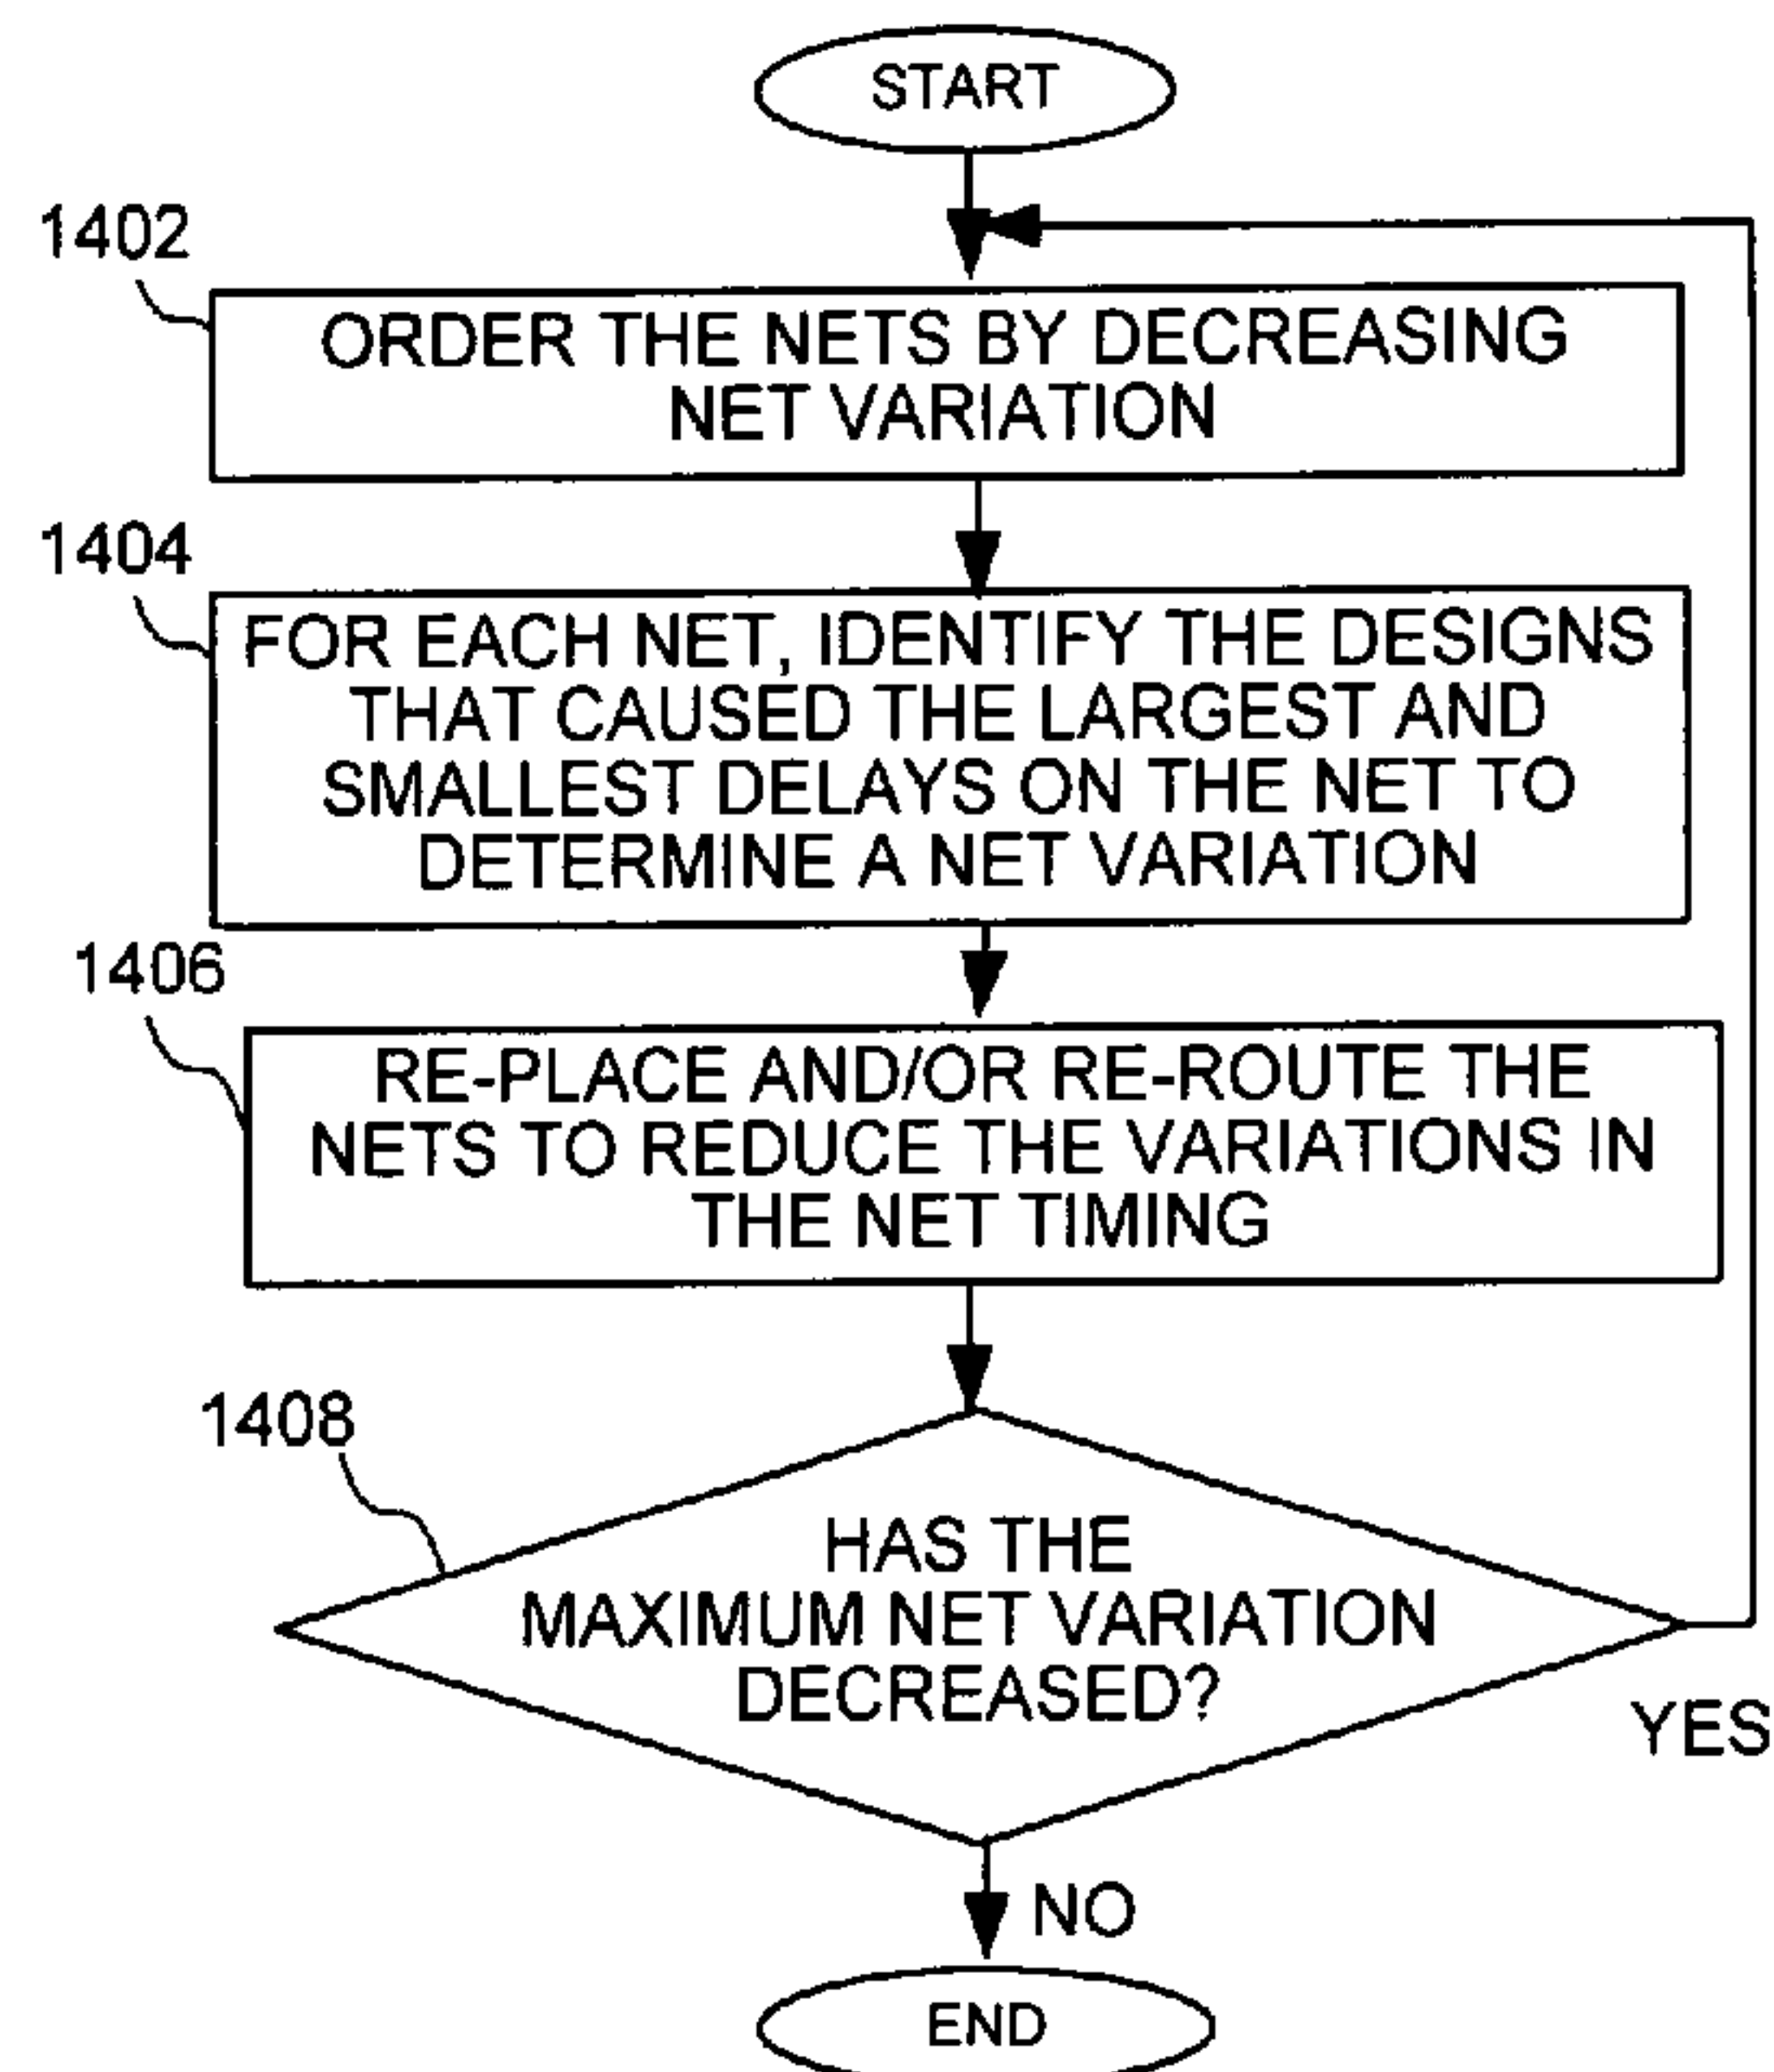 START
1402
ORDER THE NETS BY DECREASING
NET VARIATION
1404
FOR EACH NET, IDENTIFY THE DESIGNS
THAT CAUSED THE LARGEST AND
SMALLEST DELAYS ON THE NET TO
DETERMINE A NET VARIATION
1406
RE-PLACE AND/OR RE-ROUTE THE
NETS TO REDUCE THE VARIATIONS IN
THE NET TIMING
1408
HAS THE
MAXIMUM NET VARIATION
DECREASED?
YES
NO
END